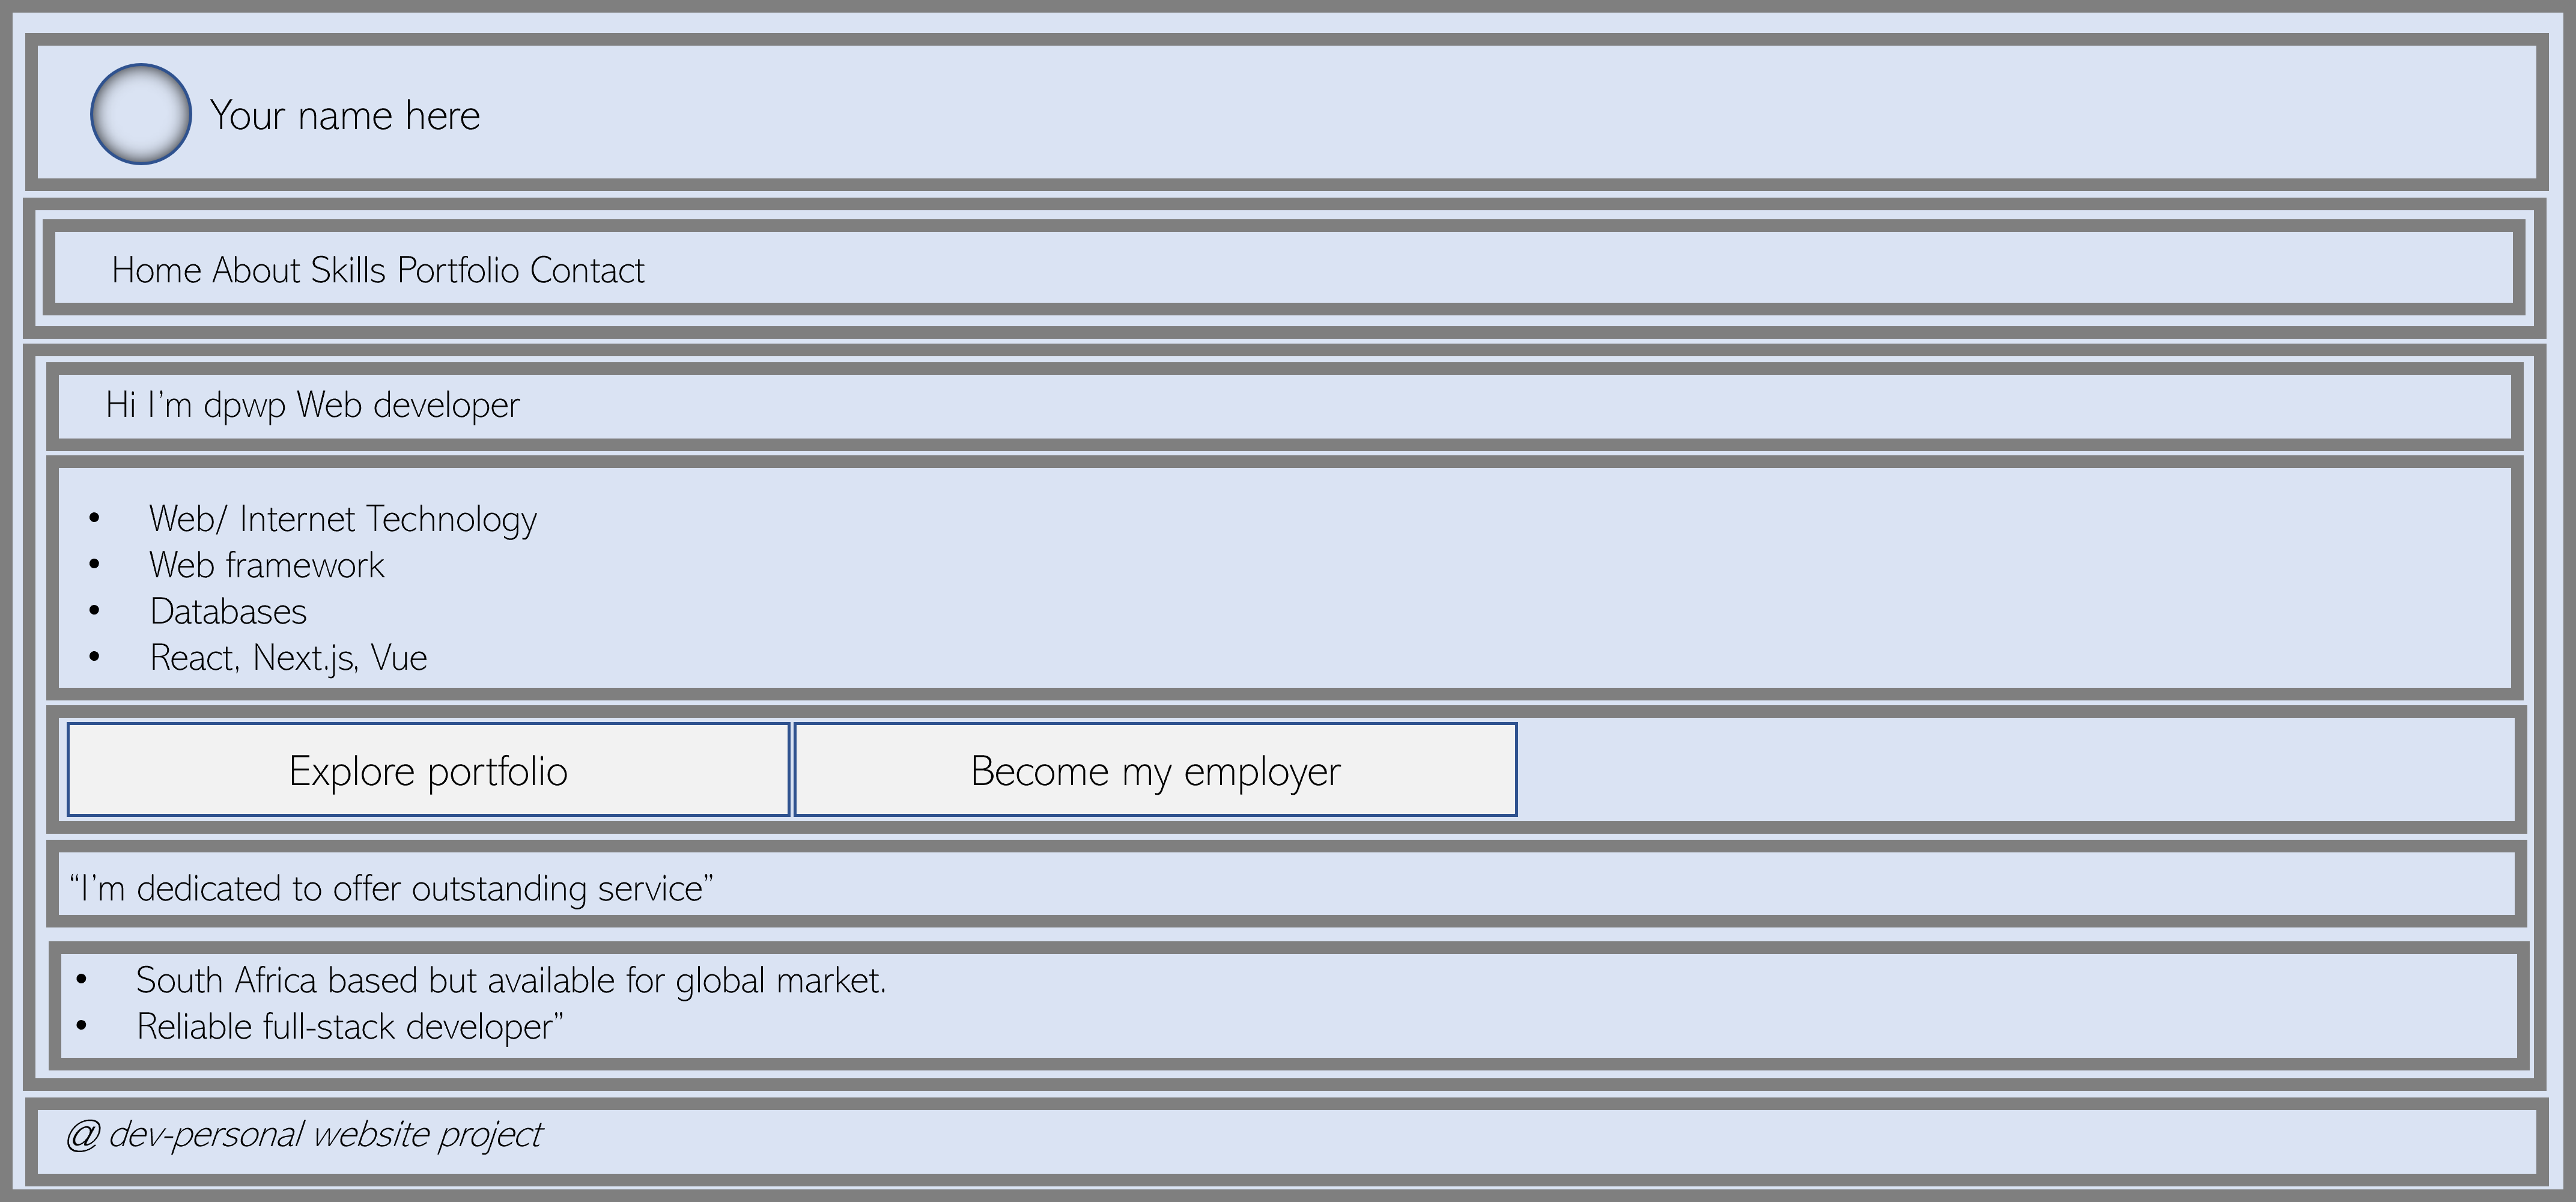 Your name here
Home About Skills Portfolio Contact
Hi I’m dpwp Web developer
• Web/ Internet Technology
• Web framework
• Databases
• React, Next.js, Vue
Explore portfolio
Become my employer
“I’m dedicated to offer outstanding service”
• South Africa based but available for global market.
• Reliable full-stack developer”
@ dev-personal website project